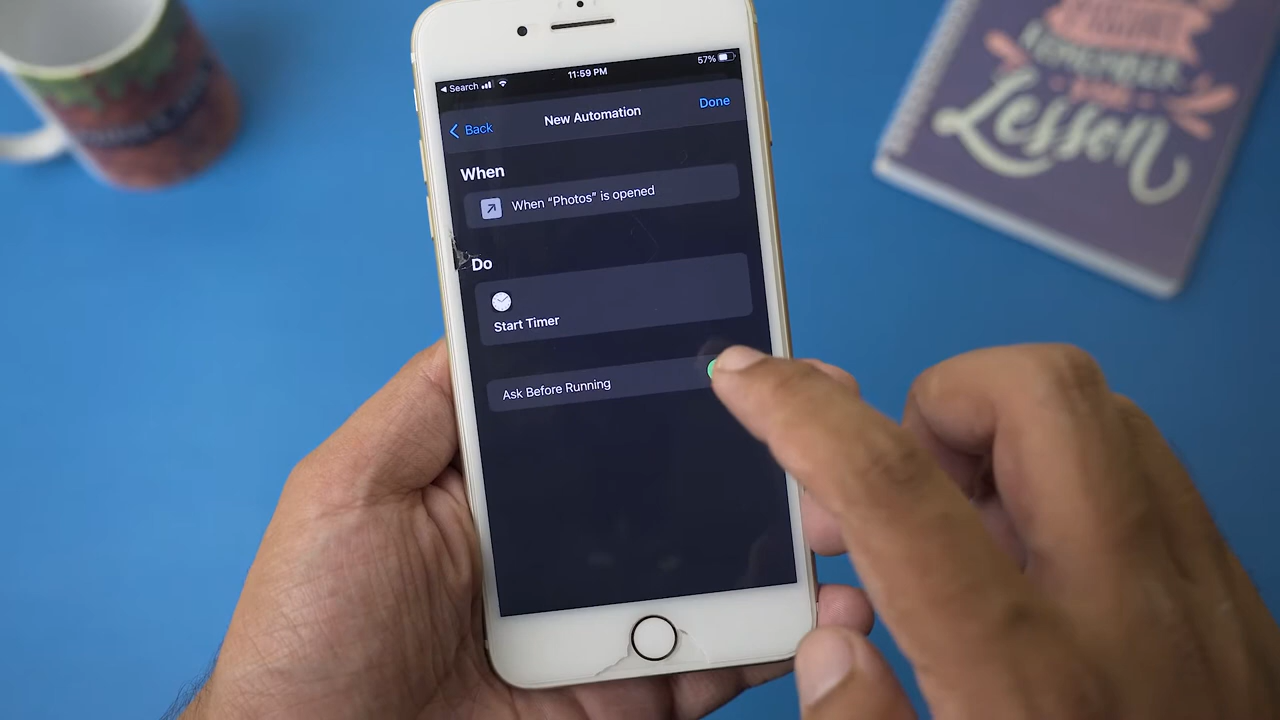 ◀ Search
11:59 PM
57%
Back
New Automation
Done
When
When “Photos” is opened
Do
Start Timer
Ask Before Running
REMEMBER
Lesson